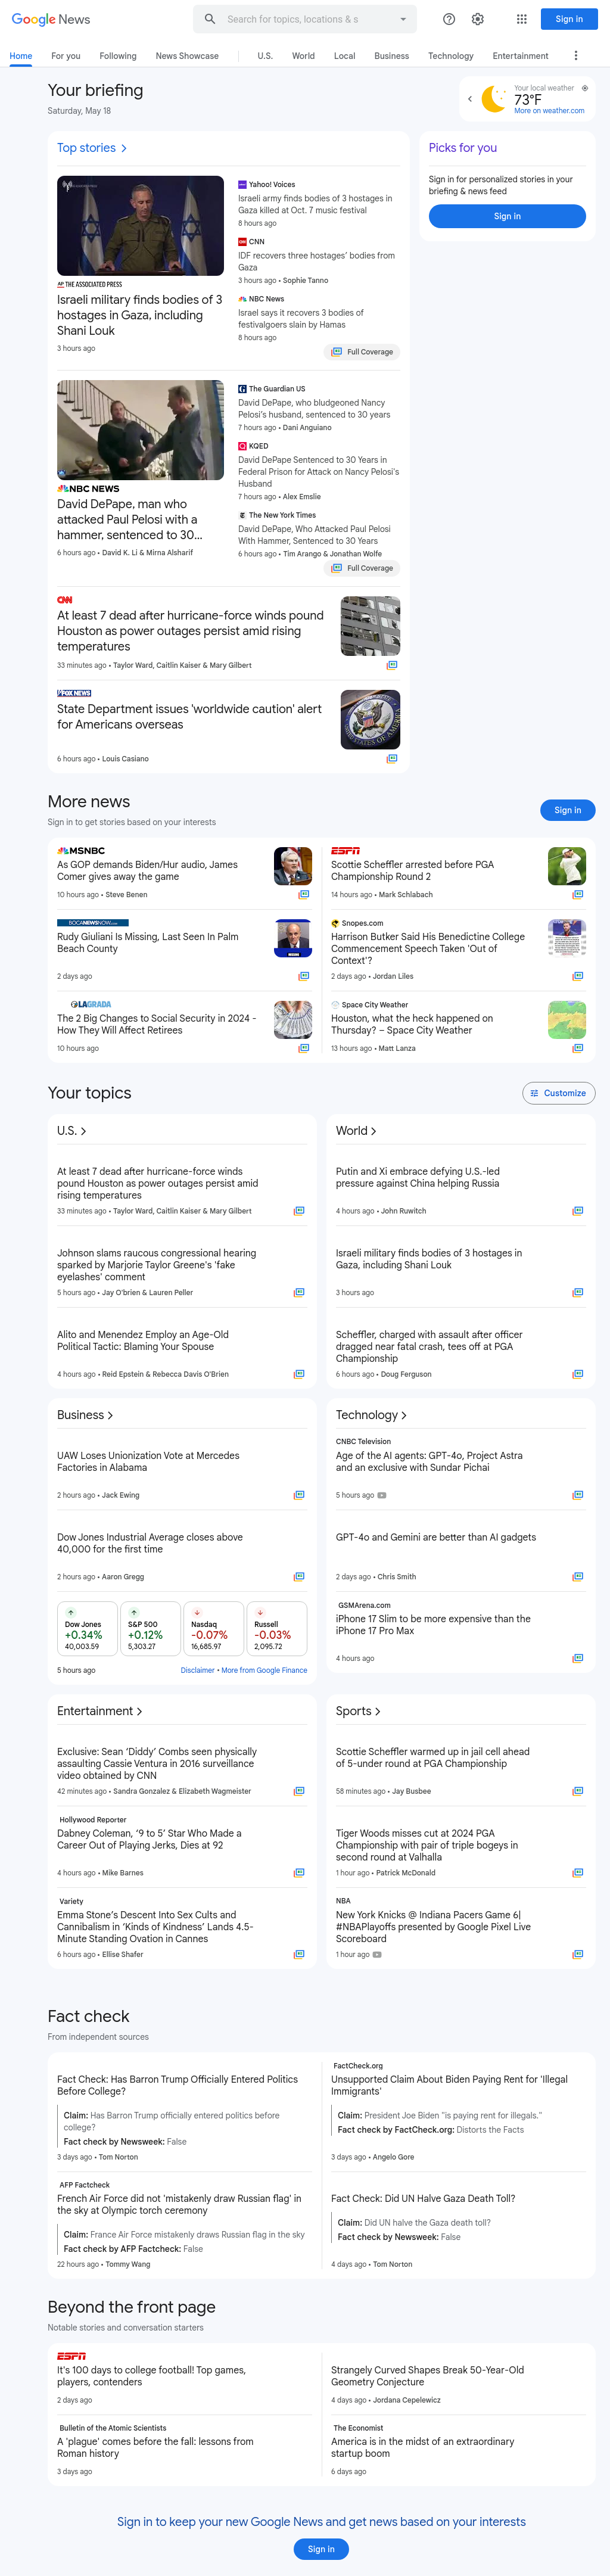 Google News
Search for topics, locations & s
Sign in
Home
For you
Following
News Showcase
U.S.
World
Local
Business
Technology
Entertainment
Your briefing
Saturday, May 18
Your local weather
73°F
More on weather.com
Top stories
THE ASSOCIATED PRESS
Israeli military finds bodies of 3
hostages in Gaza, including
Shani Louk
3 hours ago
Yahoo! Voices
Israeli army finds bodies of 3 hostages in
Gaza killed at Oct. 7 music festival
8 hours ago
CNN
IDF recovers three hostages' bodies from
Gaza
3 hours ago • Sophie Tanno
NBC News
Israel says it recovers 3 bodies of
festivalgoers slain by Hamas
8 hours ago
Full Coverage
NBC NEWS
David DePape, man who
attacked Paul Pelosi with a
hammer, sentenced to 30...
6 hours ago • David K. Li & Mirna Alsharif
The Guardian US
David DePape, who bludgeoned Nancy
Pelosi's husband, sentenced to 30 years
7 hours ago • Dani Anguiano
KQED
David DePape Sentenced to 30 Years in
Federal Prison for Attack on Nancy Pelosi's
Husband
7 hours ago • Alex Emslie
The New York Times
David DePape, Who Attacked Paul Pelosi
With Hammer, Sentenced to 30 Years
6 hours ago • Tim Arango & Jonathan Wolfe
Full Coverage
CNN
At least 7 dead after hurricane-force winds pound
Houston as power outages persist amid rising
temperatures
33 minutes ago • Taylor Ward, Caitlin Kaiser & Mary Gilbert
FOX NEWS
State Department issues 'worldwide caution' alert
for Americans overseas
6 hours ago • Louis Casiano
Picks for you
Sign in for personalized stories in your
briefing & news feed
Sign in
More news
Sign in to get stories based on your interests
Sign in
MSNBC
As GOP demands Biden/Hur audio, James
Comer gives away the game
10 hours ago • Steve Benen
ESPN
Scottie Scheffler arrested before PGA
Championship Round 2
14 hours ago • Mark Schlabach
BOCANEWSNOW.com
Rudy Giuliani Is Missing, Last Seen In Palm
Beach County
2 days ago
Snopes.com
Harrison Butker Said His Benedictine College
Commencement Speech Taken 'Out of
Context'?
2 days ago • Jordan Liles
LAGRADA
The 2 Big Changes to Social Security in 2024 -
How They Will Affect Retirees
10 hours ago
Space City Weather
Houston, what the heck happened on
Thursday? – Space City Weather
13 hours ago • Matt Lanza
Your topics
Customize
U.S.
At least 7 dead after hurricane-force winds
pound Houston as power outages persist amid
rising temperatures
33 minutes ago • Taylor Ward, Caitlin Kaiser & Mary Gilbert
Johnson slams raucous congressional hearing
sparked by Marjorie Taylor Greene's 'fake
eyelashes' comment
5 hours ago • Jay O'brien & Lauren Peller
Alito and Menendez Employ an Age-Old
Political Tactic: Blaming Your Spouse
4 hours ago • Reid Epstein & Rebecca Davis O'Brien
World
Putin and Xi embrace defying U.S.-led
pressure against China helping Russia
4 hours ago • John Ruwitch
Israeli military finds bodies of 3 hostages in
Gaza, including Shani Louk
3 hours ago
Scheffler, charged with assault after officer
dragged near fatal crash, tees off at PGA
Championship
6 hours ago • Doug Ferguson
Business
UAW Loses Unionization Vote at Mercedes
Factories in Alabama
2 hours ago • Jack Ewing
Dow Jones Industrial Average closes above
40,000 for the first time
2 hours ago • Aaron Gregg
Dow Jones
+0.34%
40,003.59
S&P 500
+0.12%
5,303.27
Nasdaq
-0.07%
16,685.97
Russell
-0.03%
2,095.72
5 hours ago
Disclaimer • More from Google Finance
Technology
CNBC Television
Age of the AI agents: GPT-4o, Project Astra
and an exclusive with Sundar Pichai
5 hours ago
GPT-4o and Gemini are better than AI gadgets
2 days ago • Chris Smith
GSMArena.com
iPhone 17 Slim to be more expensive than the
iPhone 17 Pro Max
4 hours ago
Entertainment
Exclusive: Sean 'Diddy' Combs seen physically
assaulting Cassie Ventura in 2016 surveillance
video obtained by CNN
42 minutes ago • Sandra Gonzalez & Elizabeth Wagmeister
Hollywood Reporter
Dabney Coleman, '9 to 5' Star Who Made a
Career Out of Playing Jerks, Dies at 92
4 hours ago • Mike Barnes
Variety
Emma Stone's Descent Into Sex Cults and
Cannibalism in 'Kinds of Kindness' Lands 4.5-
Minute Standing Ovation in Cannes
6 hours ago • Ellise Shafer
Sports
Scottie Scheffler warmed up in jail cell ahead
of 5-under round at PGA Championship
58 minutes ago • Jay Busbee
Tiger Woods misses cut at 2024 PGA
Championship with pair of triple bogeys in
second round at Valhalla
1 hour ago • Patrick McDonald
NBA
New York Knicks @ Indiana Pacers Game 6|
#NBAPlayoffs presented by Google Pixel Live
Scoreboard
1 hour ago
Fact check
From independent sources
Fact Check: Has Barron Trump Officially Entered Politics
Before College?
Claim: Has Barron Trump officially entered politics before
college?
Fact check by Newsweek: False
3 days ago • Tom Norton
FactCheck.org
Unsupported Claim About Biden Paying Rent for 'Illegal
Immigrants'
Claim: President Joe Biden "is paying rent for illegals."
Fact check by FactCheck.org: Distorts the Facts
3 days ago • Angelo Gore
AFP Factcheck
French Air Force did not 'mistakenly draw Russian flag' in
the sky at Olympic torch ceremony
Claim: France Air Force mistakenly draws Russian flag in the sky
Fact check by AFP Factcheck: False
22 hours ago • Tommy Wang
Fact Check: Did UN Halve Gaza Death Toll?
Claim: Did UN halve the Gaza death toll?
Fact check by Newsweek: False
4 days ago • Tom Norton
Beyond the front page
Notable stories and conversation starters
ESPN
It's 100 days to college football! Top games,
players, contenders
2 days ago
Strangely Curved Shapes Break 50-Year-Old
Geometry Conjecture
4 days ago • Jordana Cepelewicz
Bulletin of the Atomic Scientists
A 'plague' comes before the fall: lessons from
Roman history
3 days ago
The Economist
America is in the midst of an extraordinary
startup boom
6 days ago
Sign in to keep your new Google News and get news based on your interests
Sign in